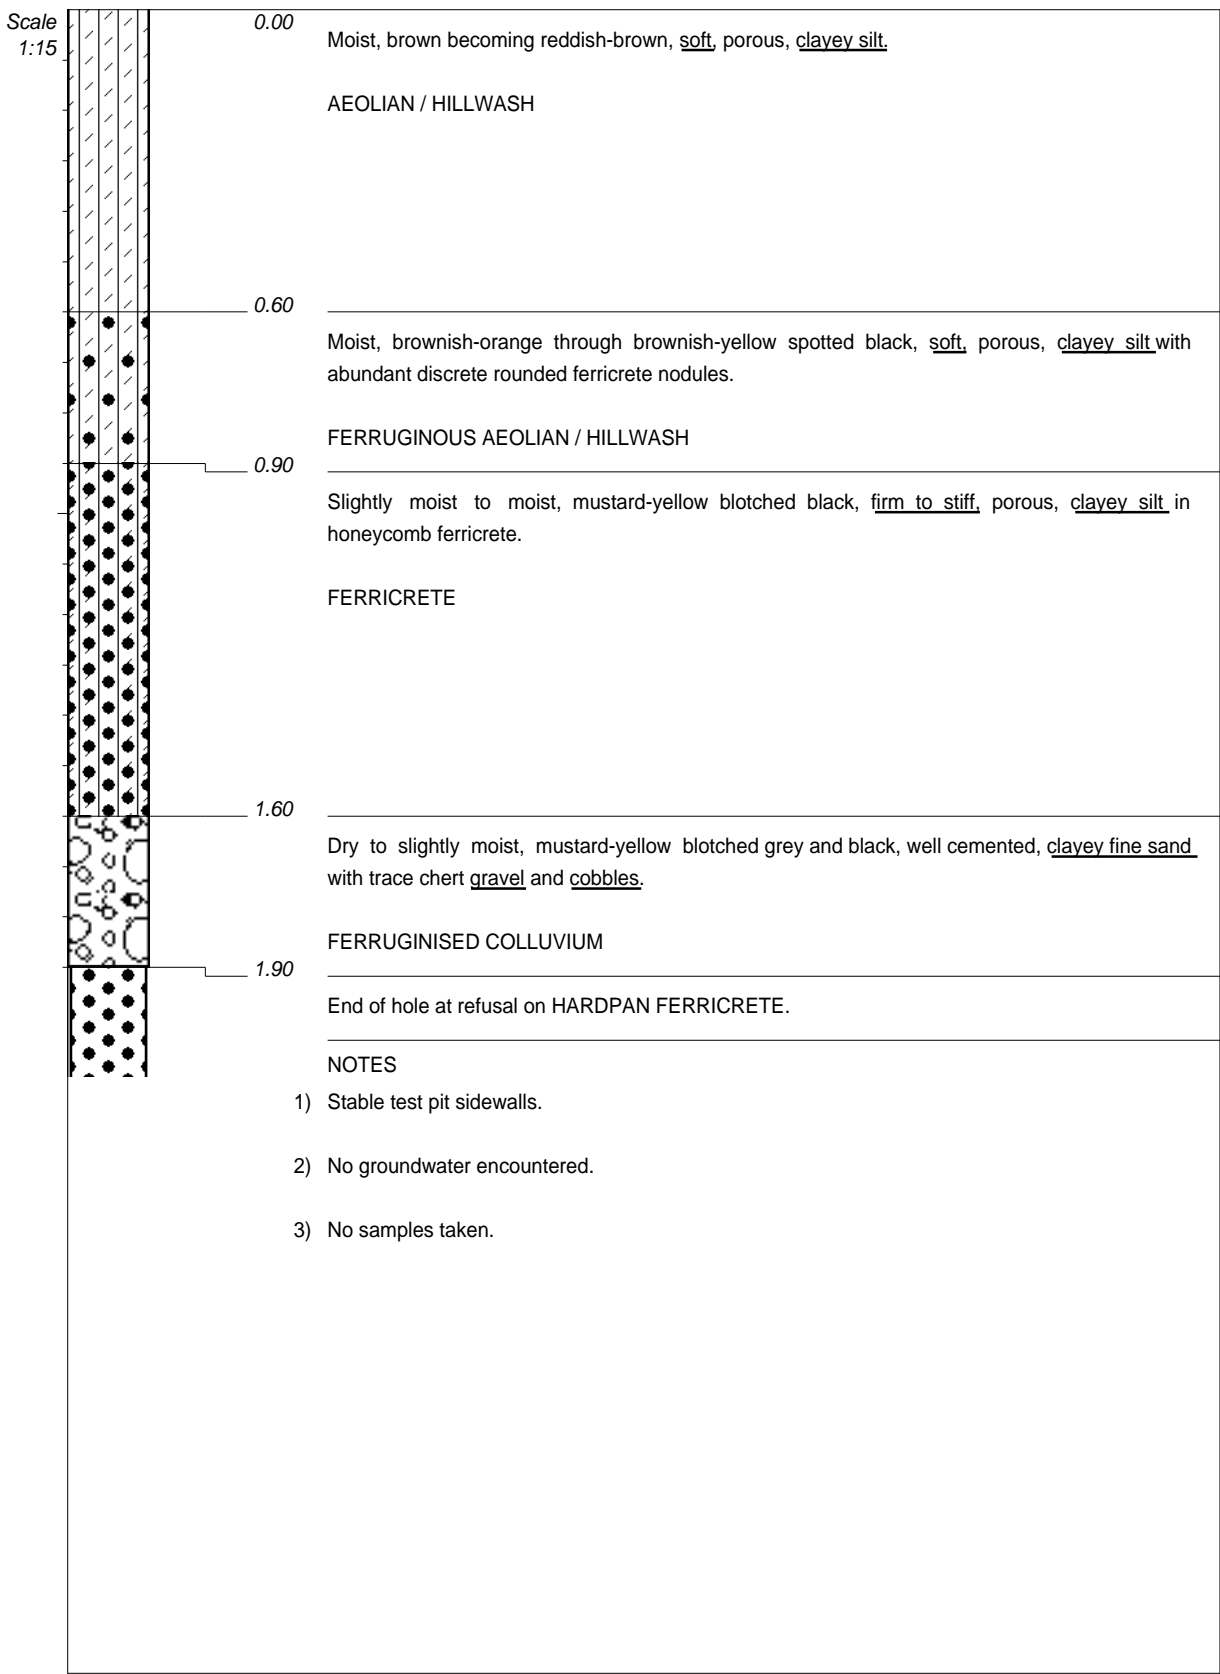 Scale
1:15
0.00
Moist, brown becoming reddish-brown, soft, porous, clayey silt.
AEOLIAN / HILLWASH
0.60
Moist, brownish-orange through brownish-yellow spotted black, soft, porous, clayey silt with
abundant discrete rounded ferricrete nodules.
FERRUGINOUS AEOLIAN / HILLWASH
0.90
Slightly moist to moist, mustard-yellow blotched black, firm to stiff, porous, clayey silt in
honeycomb ferricrete.
FERRICRETE
1.60
Dry to slightly moist, mustard-yellow blotched grey and black, well cemented, clayey fine sand
with trace chert gravel and cobbles.
FERRUGINISED COLLUVIUM
1.90
End of hole at refusal on HARDPAN FERRICRETE.
NOTES
1) Stable test pit sidewalls.
2) No groundwater encountered.
3) No samples taken.